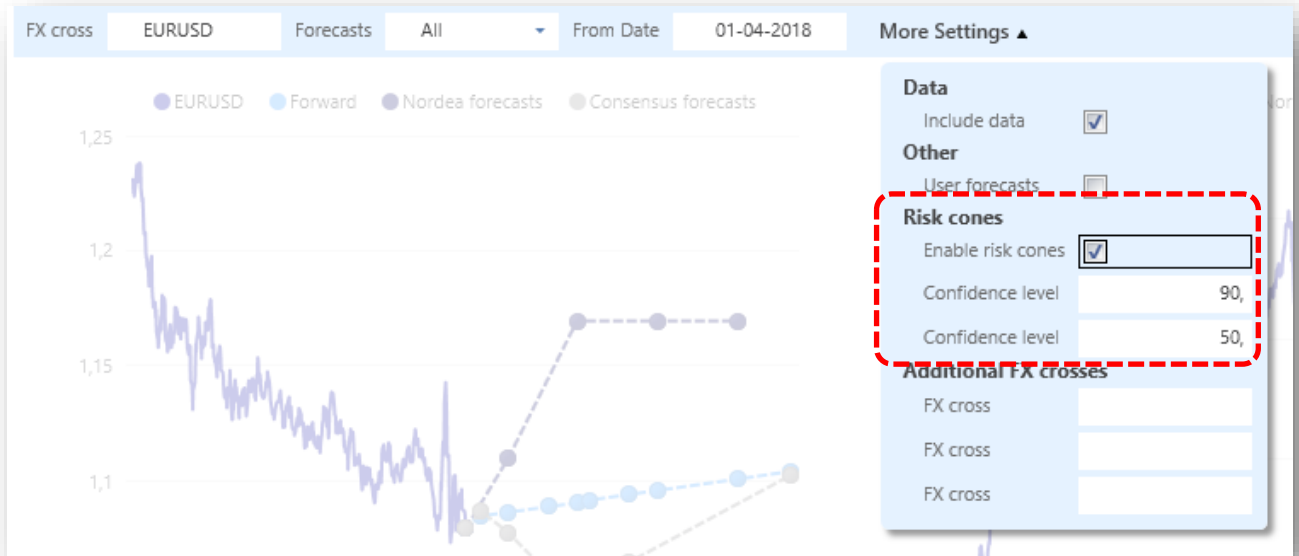 FX cross EURUSD Forecasts All From Date 01-04-2018 More Settings ▲
EURUSD Forward Nordea forecasts Consensus forecasts
1,25
1,2
1,15
1,1
Data
Include data
Other
User forecasts
Risk cones
Enable risk cones
Confidence level 90,
Confidence level 50,
Additional FX crosses
FX cross
FX cross
FX cross
Nor